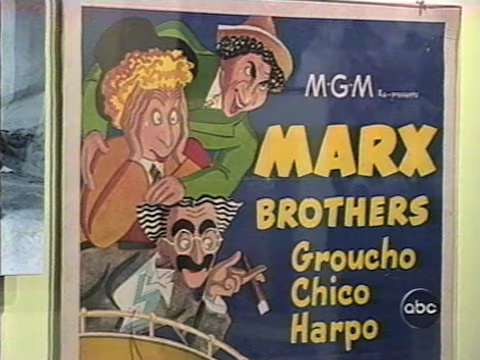 M-G-M Re-presents
MARX
BROTHERS
Groucho
Chico
Harpo
abc